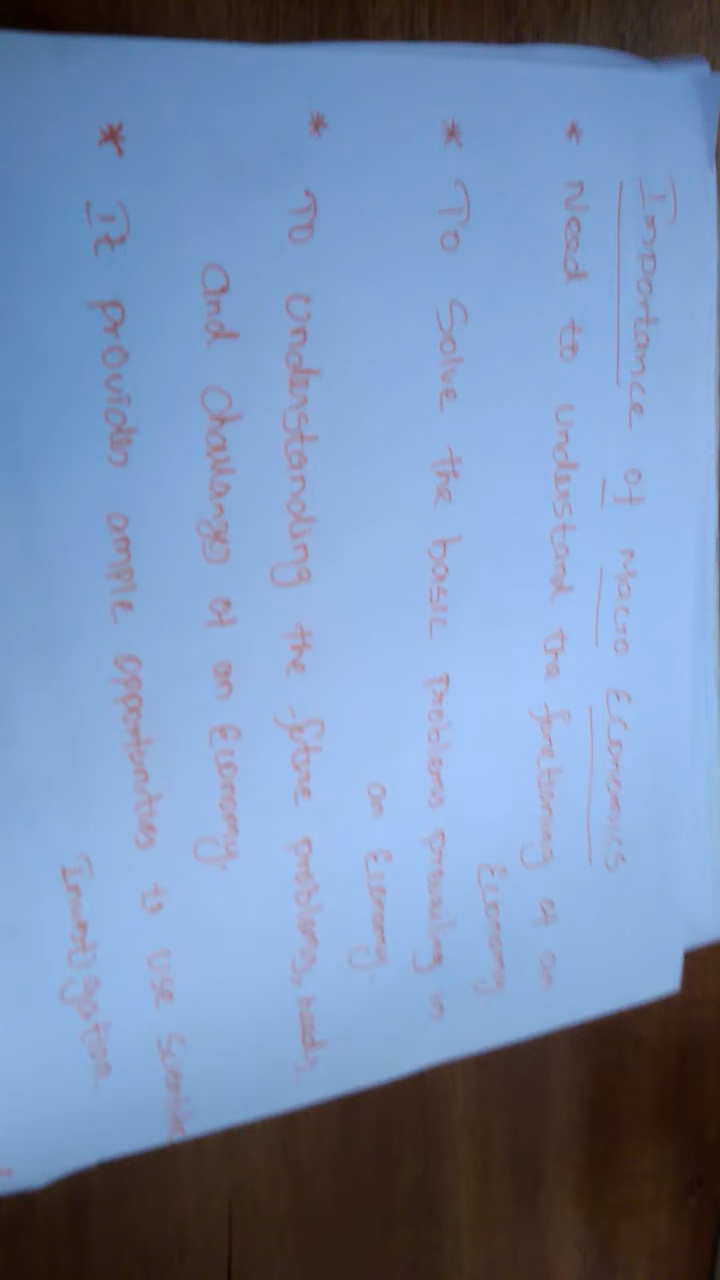 Importance of Macro Economics
* Need to understand the functioning of an
Economy
* To Solve the basic problems prevailing in
an Economy.
* To Understanding the future problems, needs,
and challanges of an Economy.
* It provides ample opportunities to use Scientific
Investigation